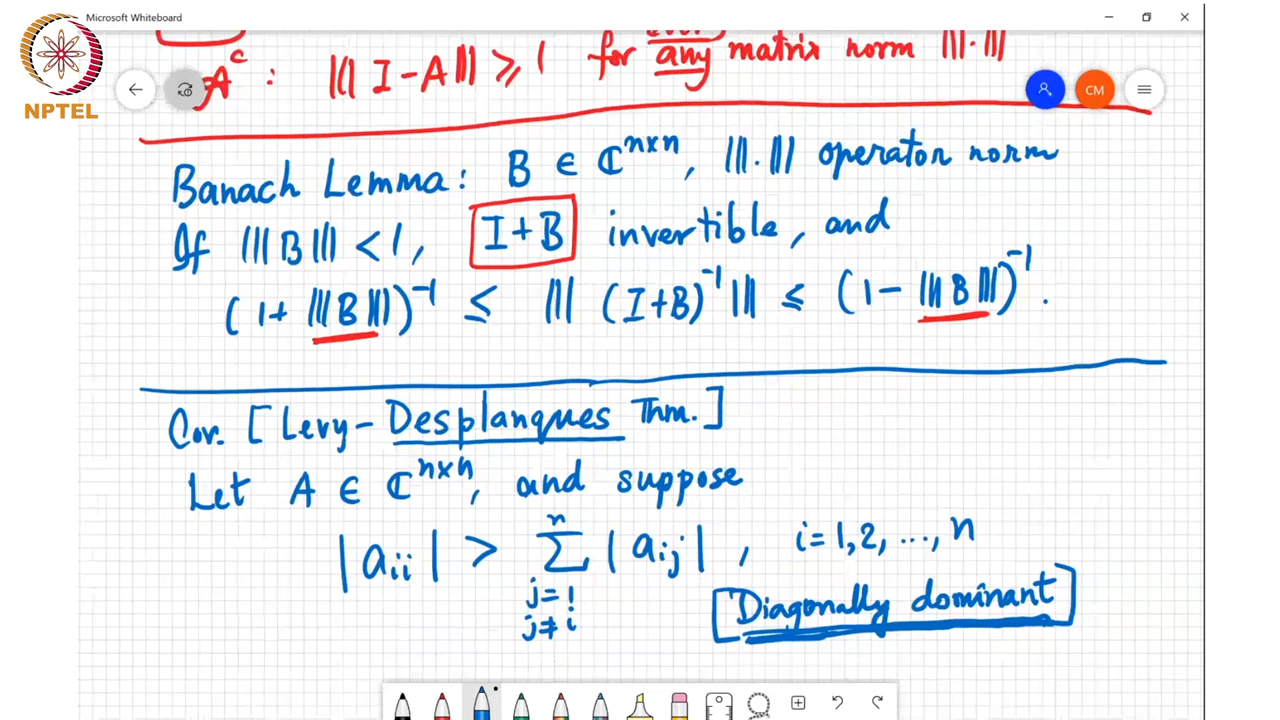 Microsoft Whiteboard
A^c : ||| I - A ||| ≥ 1 for any matrix norm ||| · |||
NPTEL
CM
Banach Lemma: B ∈ ℂ^{n×n}, ||| · ||| operator norm
If ||| B ||| < 1, I + B invertible, and
(1 + ||| B |||)^{-1} ≤ ||| (I+B)^{-1} ||| ≤ (1 - ||| B |||)^{-1}.
Cor. [Levy - Desplanques Thm.]
Let A ∈ ℂ^{n×n}, and suppose
|a_{ii}| > \sum_{j=1, j≠i}^{n} |a_{ij}|, i = 1, 2, ..., n
[Diagonally dominant]